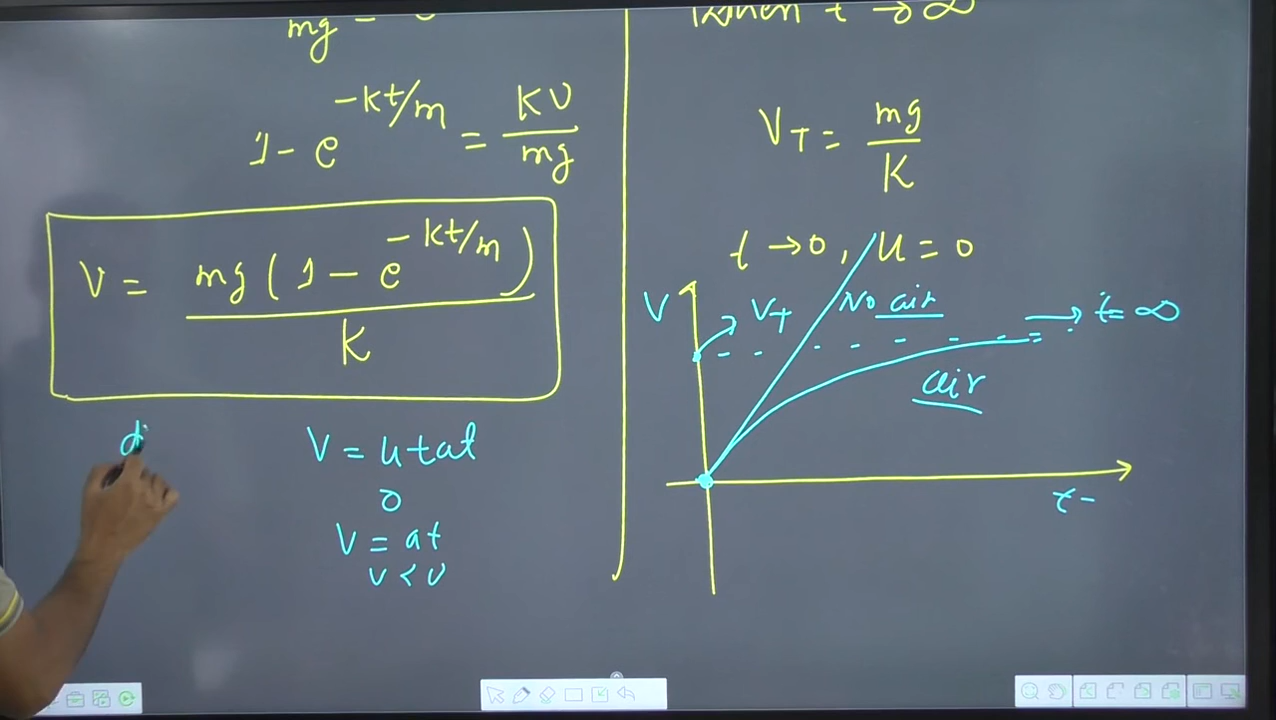 mg
1 - e^{-kt/m} = KV/mg
V = mg(1 - e^{-kt/m})/K
d
V = u+at
0
V = at
v < v
When t → ∞
V_T = mg/K
t → 0, u = 0
V
V_T
No air
t = ∞
air
t -